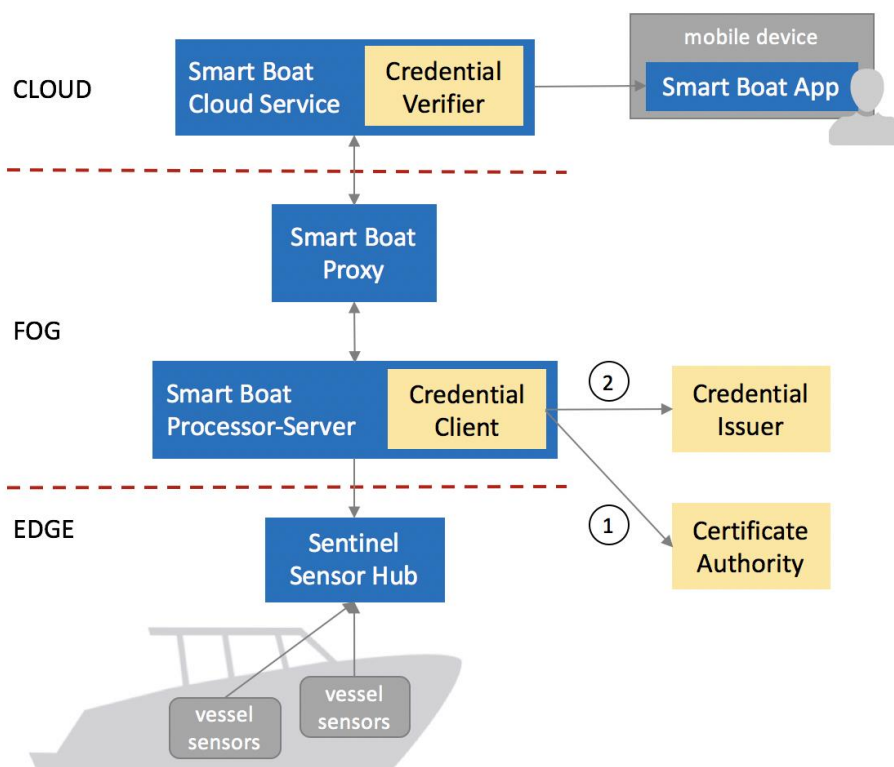 mobile device
Smart Boat App
CLOUD
Smart Boat
Cloud Service
Credential
Verifier
Smart Boat
Proxy
FOG
Smart Boat
Processor-Server
Credential
Client
2
Credential
Issuer
EDGE
Sentinel
Sensor Hub
1
Certificate
Authority
vessel
sensors
vessel
sensors